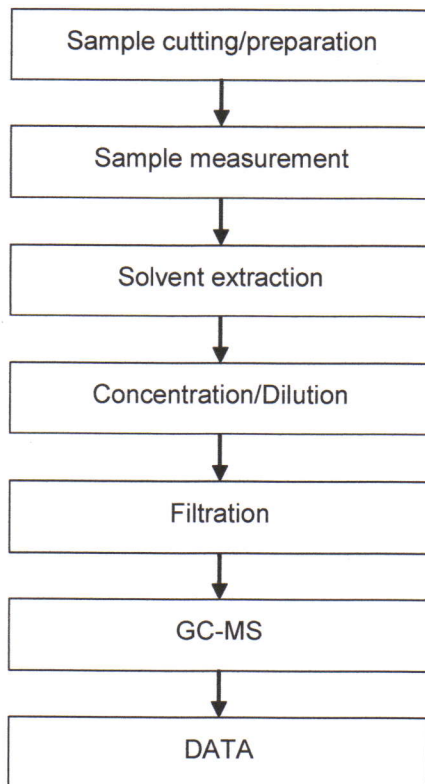 Sample cutting/preparation
Sample measurement
Solvent extraction
Concentration/Dilution
Filtration
GC-MS
DATA